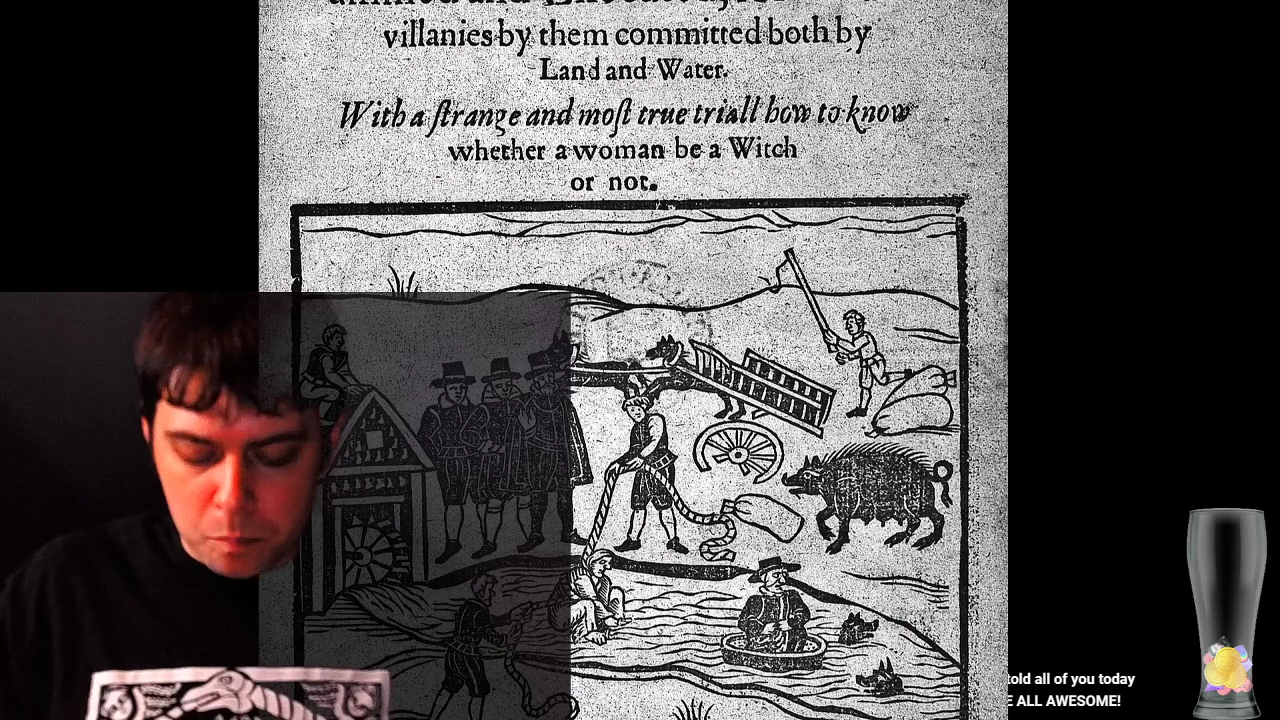 villanies by them committed both by
Land and Water.
With a ſtrange and moſt true triall how to know
whether a woman be a Witch
or not.
told all of you today
E ALL AWESOME!